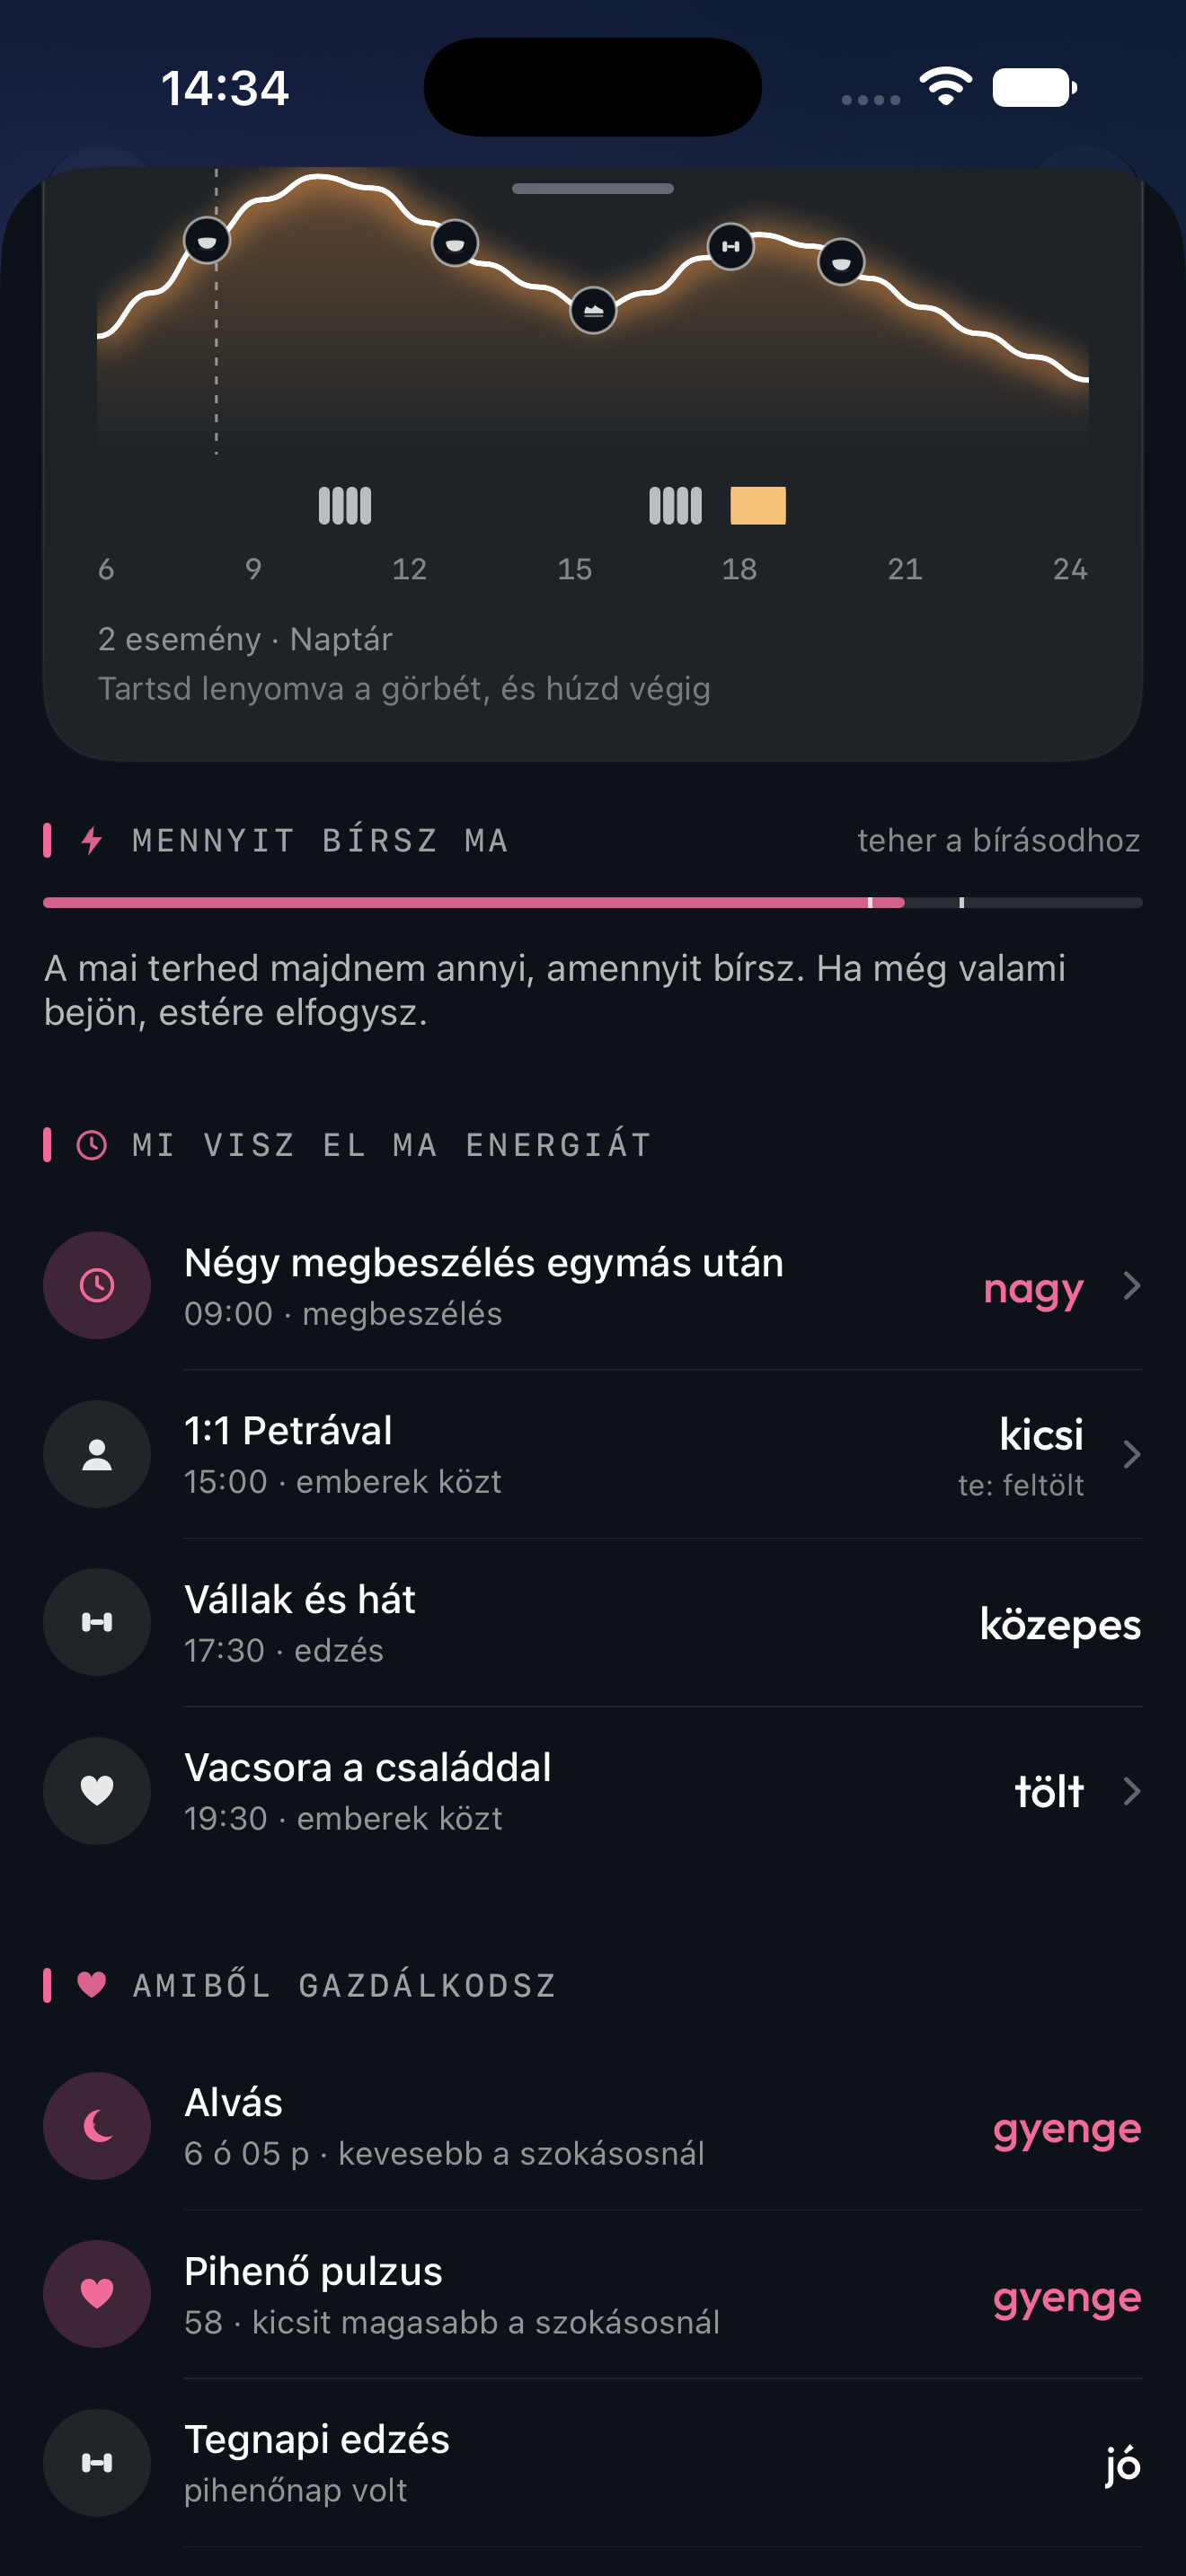 14:34
6 9 12 15 18 21 24
2 esemény · Naptár
Tartsd lenyomva a görbét, és húzd végig
MENNYIT BÍRSZ MA
teher a bírásodhoz
A mai terhed majdnem annyi, amennyit bírsz. Ha még valami
bejön, estére elfogysz.
MI VISZ EL MA ENERGIÁT
Négy megbeszélés egymás után
09:00 · megbeszélés
nagy
1:1 Petrával
15:00 · emberek közt
kicsi
te: feltölt
Vállak és hát
17:30 · edzés
közepes
Vacsora a családdal
19:30 · emberek közt
tölt
AMIBŐL GAZDÁLKODSZ
Alvás
6 ó 05 p · kevesebb a szokásosnál
gyenge
Pihenő pulzus
58 · kicsit magasabb a szokásosnál
gyenge
Tegnapi edzés
pihenőnap volt
jó